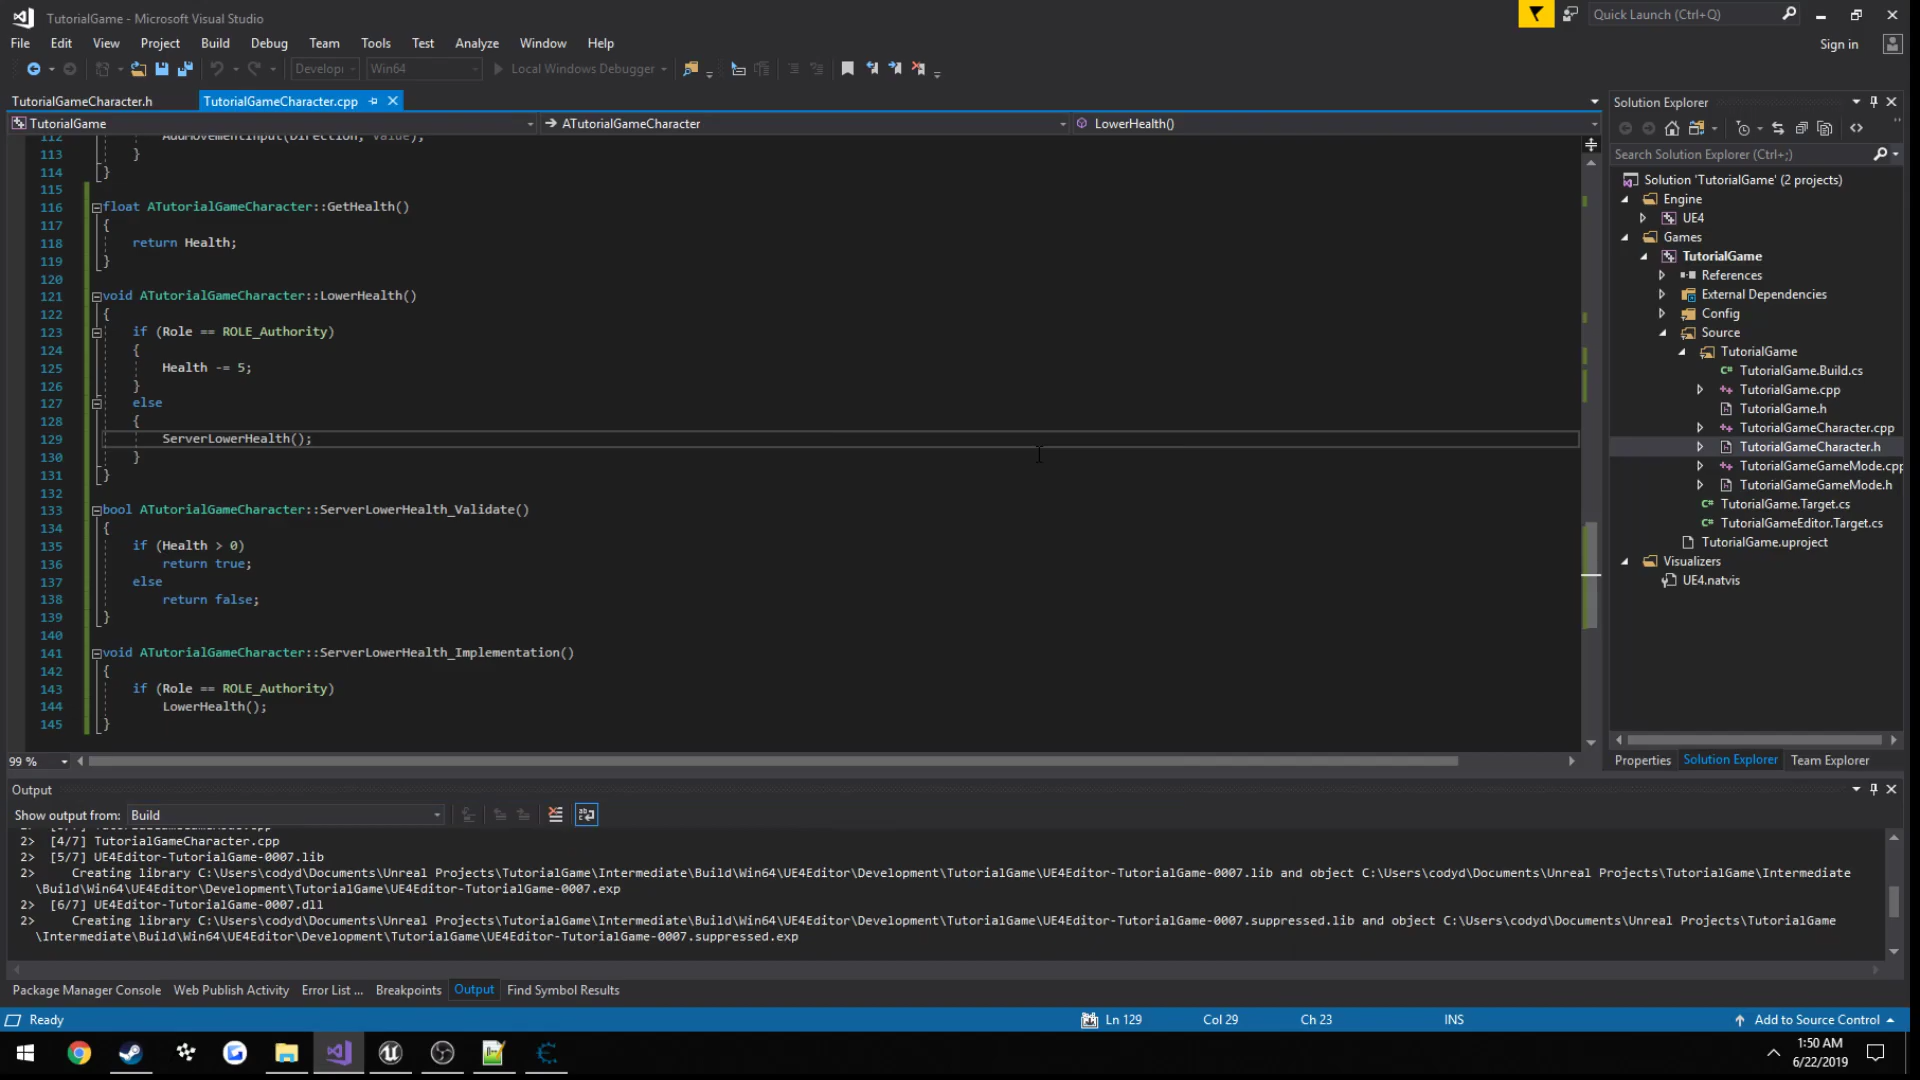 TutorialGame - Microsoft Visual Studio
Quick Launch (Ctrl+Q)
File Edit View Project Build Debug Team Tools Test Analyze Window Help
Sign in
Developi Win64 Local Windows Debugger
TutorialGameCharacter.h TutorialGameCharacter.cpp
TutorialGame ATutorialGameCharacter LowerHealth()
112 AddMovementInput(Direction, Value);
113 }
114 }
115
116 float ATutorialGameCharacter::GetHealth()
117 {
118 return Health;
119 }
120
121 void ATutorialGameCharacter::LowerHealth()
122 {
123 if (Role == ROLE_Authority)
124 {
125 Health -= 5;
126 }
127 else
128 {
129 ServerLowerHealth();
130 }
131 }
132
133 bool ATutorialGameCharacter::ServerLowerHealth_Validate()
134 {
135 if (Health > 0)
136 return true;
137 else
138 return false;
139 }
140
141 void ATutorialGameCharacter::ServerLowerHealth_Implementation()
142 {
143 if (Role == ROLE_Authority)
144 LowerHealth();
145 }
99 %
Solution Explorer
Search Solution Explorer (Ctrl+;)
Solution 'TutorialGame' (2 projects)
Engine
UE4
Games
TutorialGame
References
External Dependencies
Config
Source
TutorialGame
TutorialGame.Build.cs
TutorialGame.cpp
TutorialGame.h
TutorialGameCharacter.cpp
TutorialGameCharacter.h
TutorialGameGameMode.cpp
TutorialGameGameMode.h
TutorialGame.Target.cs
TutorialGameEditor.Target.cs
TutorialGame.uproject
Visualizers
UE4.natvis
Properties Solution Explorer Team Explorer
Output
Show output from: Build
2> [4/7] TutorialGameCharacter.cpp
2> [5/7] UE4Editor-TutorialGame-0007.lib
2> Creating library C:\Users\codyd\Documents\Unreal Projects\TutorialGame\Intermediate\Build\Win64\UE4Editor\Development\TutorialGame\UE4Editor-TutorialGame-0007.lib and object C:\Users\codyd\Documents\Unreal Projects\TutorialGame\Intermediate
\Build\Win64\UE4Editor\Development\TutorialGame\UE4Editor-TutorialGame-0007.exp
2> [6/7] UE4Editor-TutorialGame-0007.dll
2> Creating library C:\Users\codyd\Documents\Unreal Projects\TutorialGame\Intermediate\Build\Win64\UE4Editor\Development\TutorialGame\UE4Editor-TutorialGame-0007.suppressed.lib and object C:\Users\codyd\Documents\Unreal Projects\TutorialGame
\Intermediate\Build\Win64\UE4Editor\Development\TutorialGame\UE4Editor-TutorialGame-0007.suppressed.exp
Package Manager Console Web Publish Activity Error List ... Breakpoints Output Find Symbol Results
Ready Ln 129 Col 29 Ch 23 INS Add to Source Control
1:50 AM
6/22/2019